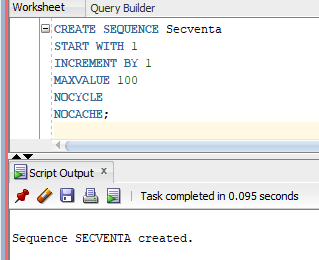 Worksheet Query Builder
CREATE SEQUENCE Secventa
START WITH 1
INCREMENT BY 1
MAXVALUE 100
NOCYCLE
NOCACHE;
Script Output x
Task completed in 0.095 seconds
Sequence SECVENTA created.